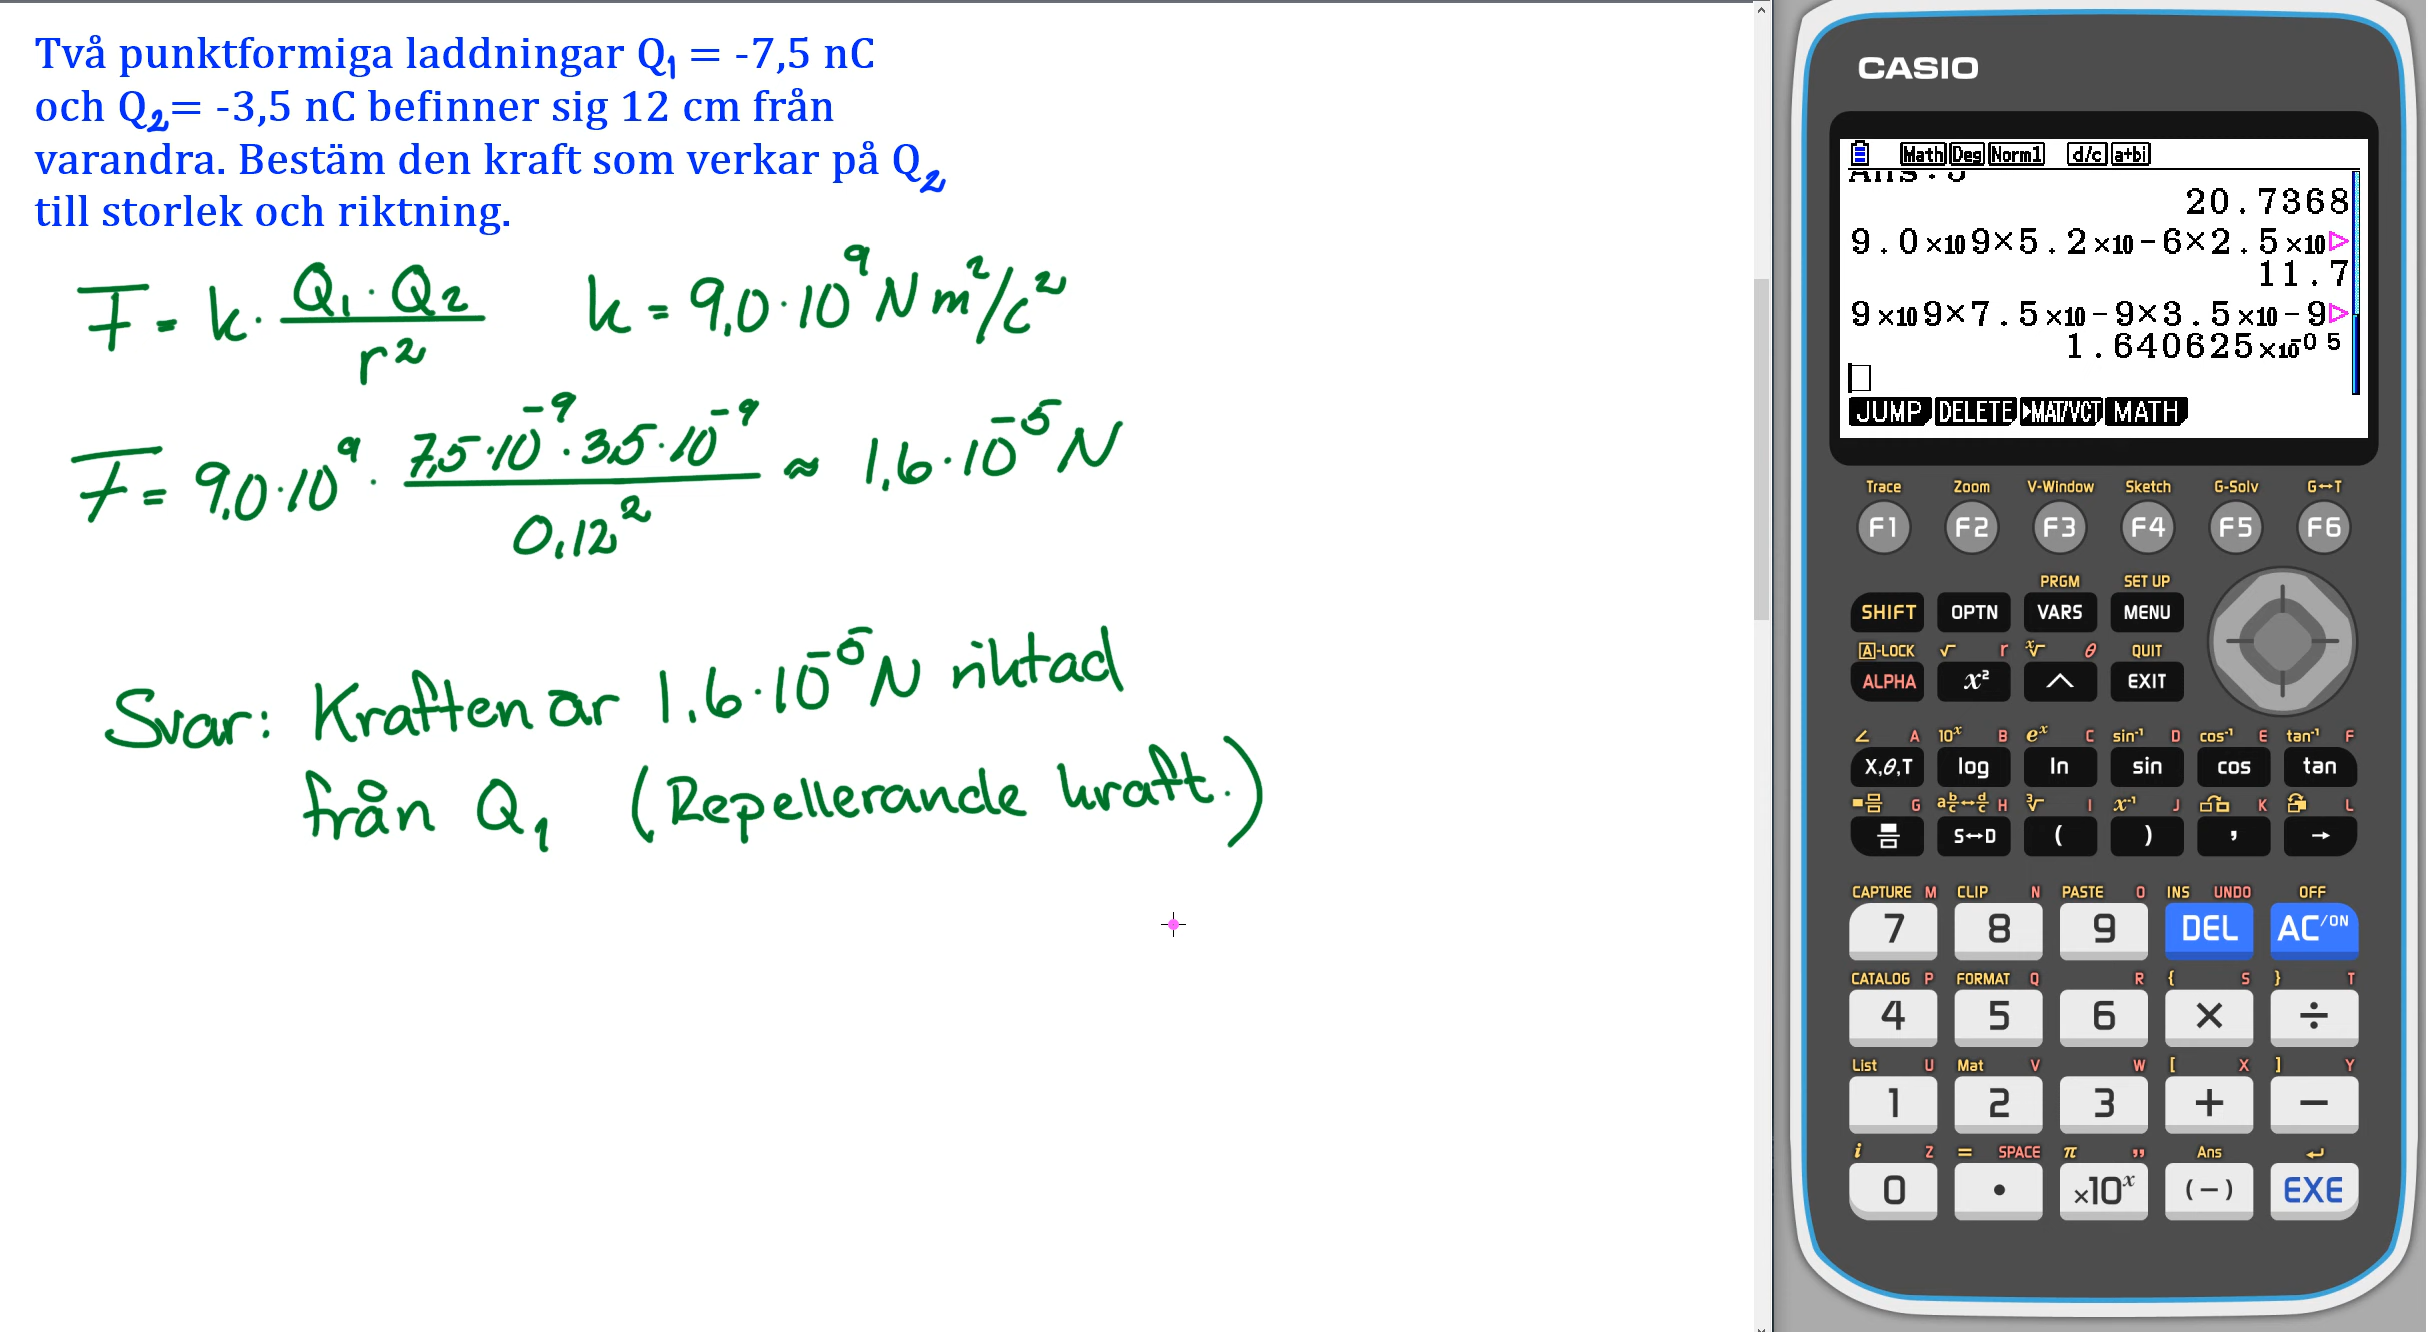 Två punktformiga laddningar Q1 = -7,5 nC
och Q2= -3,5 nC befinner sig 12 cm från
varandra. Bestäm den kraft som verkar på Q2
till storlek och riktning.
F = k · Q1 · Q2 / r² k = 9,0 · 10⁹ Nm²/C²
F = 9,0 · 10⁹ · 7,5 · 10⁻⁹ · 3,5 · 10⁻⁹ / 0,12² ≈ 1,6 · 10⁻⁵ N
Svar: Kraften är 1,6 · 10⁻⁵ N riktad
från Q1 (Repellerande kraft.)
CASIO
Math Deg Norm1 d/c a+bi
20.7368
9.0×10 9×5.2×10-6×2.5×10
11.7
9×10 9×7.5×10-9×3.5×10-9
1.640625×10⁻⁰⁵
JUMP DELETE ▶MAT/VCT MATH
Trace Zoom V-Window Sketch G-Solv G↔T
F1 F2 F3 F4 F5 F6
PRGM SET UP
SHIFT OPTN VARS MENU
A-LOCK √ r ˣ√ θ QUIT
ALPHA x² ^ EXIT
∠ A 10ˣ B eˣ C sin⁻¹ D cos⁻¹ E tan⁻¹ F
X,θ,T log ln sin cos tan
G a b/c↔d/c H ³√ I x⁻¹ J K L
S↔D ( ) , →
CAPTURE M CLIP N PASTE O INS UNDO OFF
7 8 9 DEL AC/ON
CATALOG P FORMAT Q R { S } T
4 5 6 × ÷
List U Mat V W [ X ] Y
1 2 3 + −
i Z = SPACE π " Ans ↵
0 • ×10ˣ (−) EXE